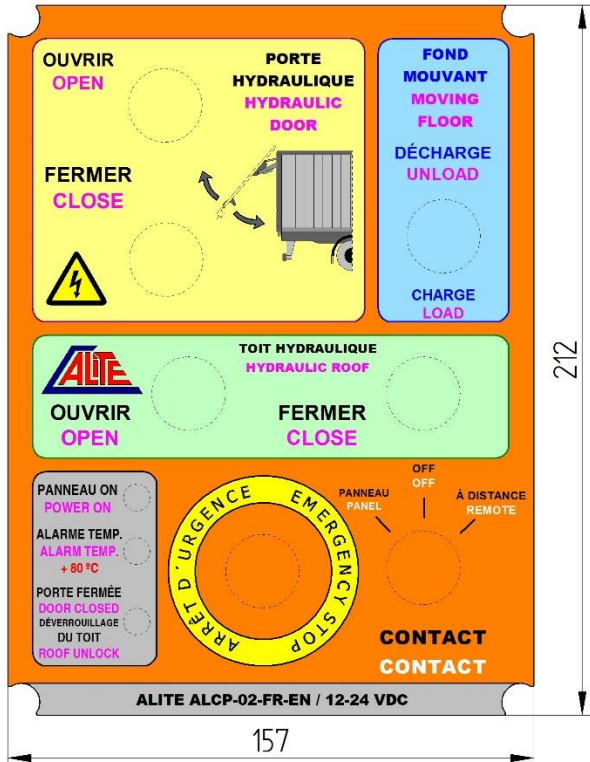 OUVRIR
OPEN
PORTE
HYDRAULIQUE
HYDRAULIC
DOOR
FERMER
CLOSE
FOND
MOUVANT
MOVING
FLOOR
DÉCHARGE
UNLOAD
CHARGE
LOAD
ALITE
TOIT HYDRAULIQUE
HYDRAULIC ROOF
OUVRIR
OPEN
FERMER
CLOSE
PANNEAU ON
POWER ON
ALARME TEMP.
ALARM TEMP.
+ 80 ºC
PORTE FERMÉE
DOOR CLOSED
DÉVERROUILLAGE
DU TOIT
ROOF UNLOCK
ARRÉT D'URGENCE EMERGENCY STOP
OFF
OFF
PANNEAU
PANEL
À DISTANCE
REMOTE
CONTACT
CONTACT
ALITE ALCP-02-FR-EN / 12-24 VDC
212
157